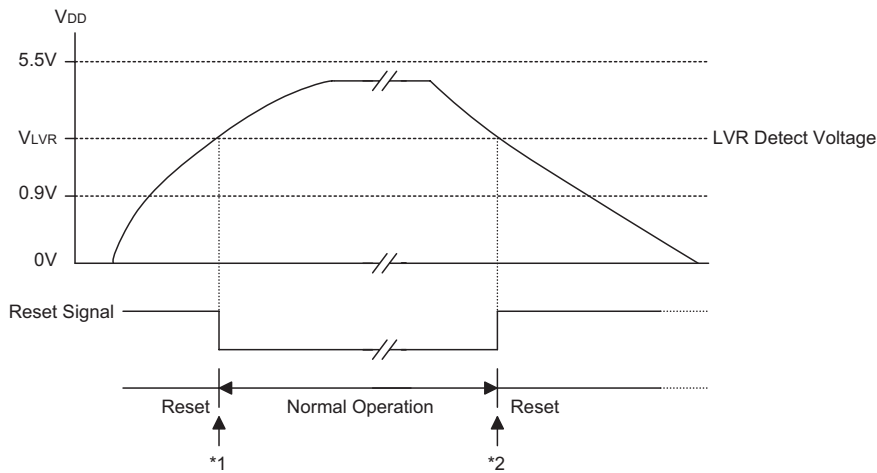 VDD
5.5V
VLVR
LVR Detect Voltage
0.9V
0V
Reset Signal
Reset
Normal Operation
Reset
*1
*2